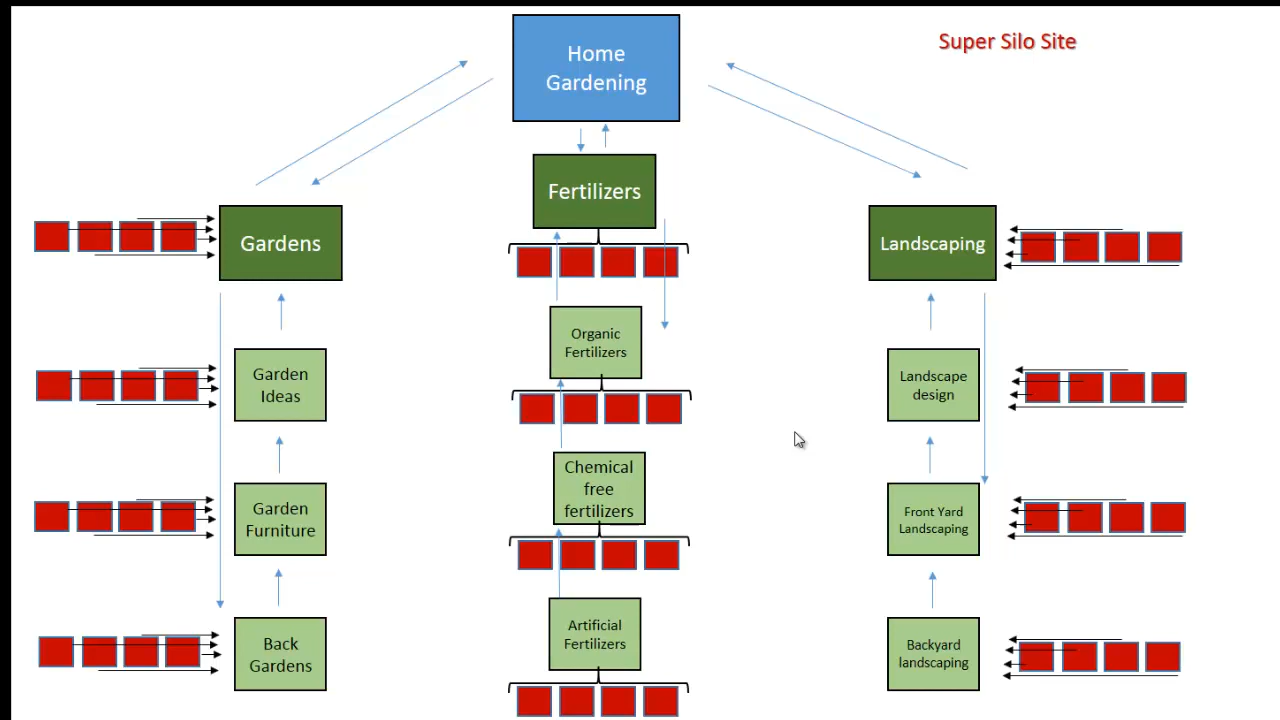 Super Silo Site
Home
Gardening
Fertilizers
Gardens
Landscaping
Organic
Fertilizers
Garden
Ideas
Landscape
design
Chemical
free
fertilizers
Garden
Furniture
Front Yard
Landscaping
Artificial
Fertilizers
Back
Gardens
Backyard
landscaping